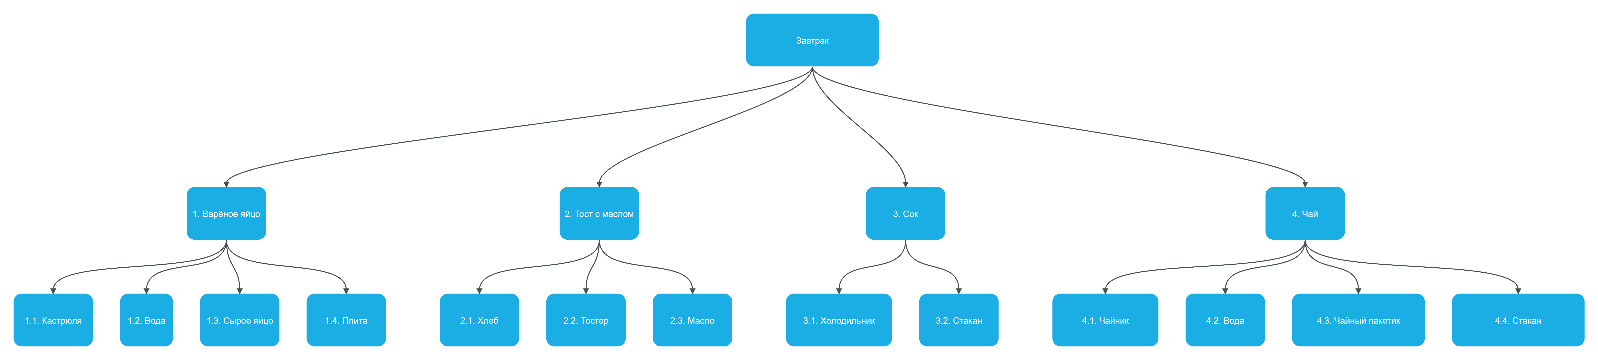 Завтрак
1. Варёное яйцо
2. Тост с маслом
3. Сок
4. Чай
1.1. Кастрюля
1.2. Вода
1.3. Сырое яйцо
1.4. Плита
2.1. Хлеб
2.2. Тостер
2.3. Масло
3.1. Холодильник
3.2. Стакан
4.1. Чайник
4.2. Вода
4.3. Чайный пакетик
4.4. Стакан